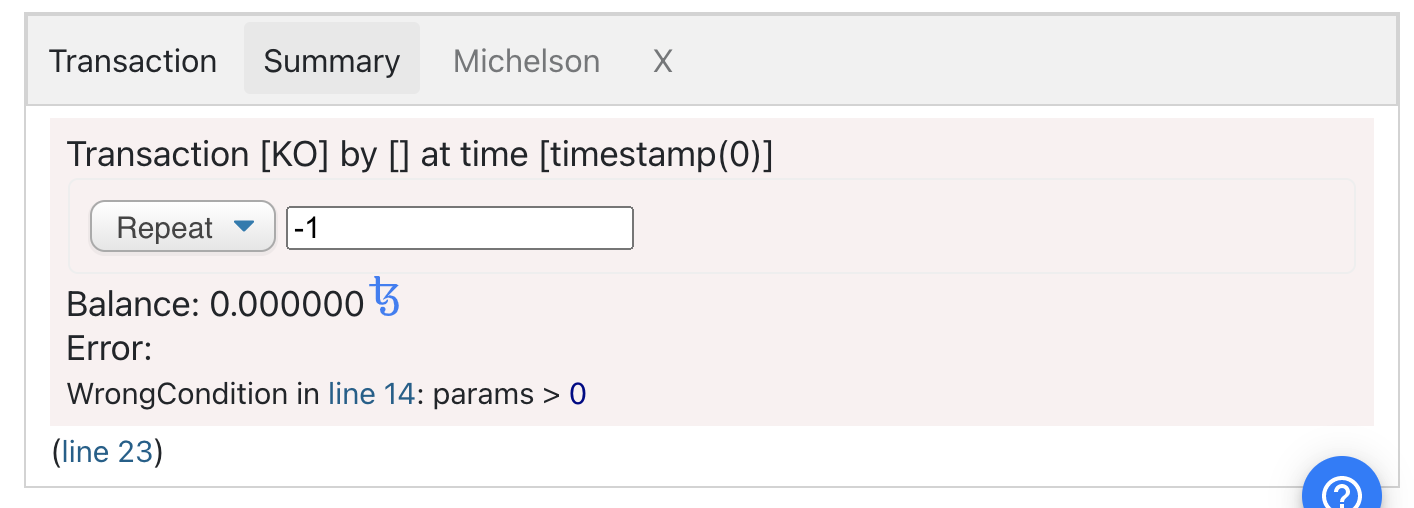 Transaction Summary Michelson X
Transaction [KO] by [] at time [timestamp(0)]
Repeat -1
Balance: 0.000000ꜩ
Error:
WrongCondition in line 14: params > 0
(line 23)
?